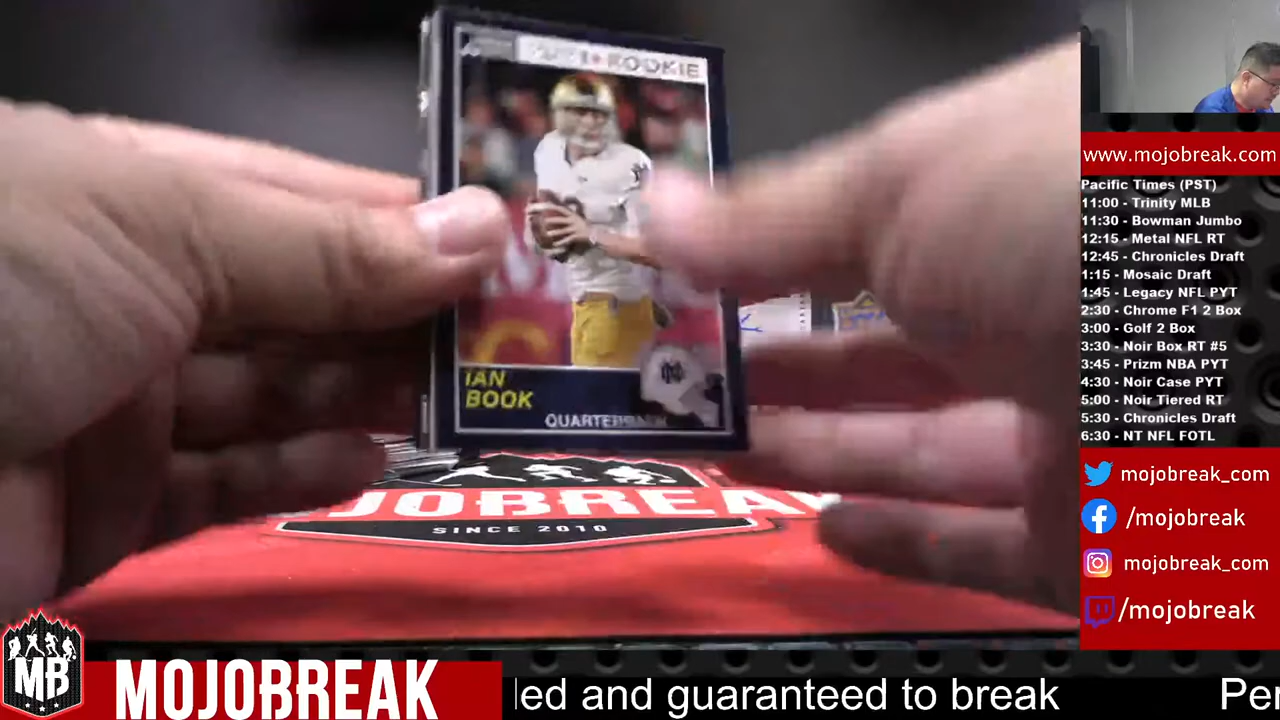 ROOKIE
IAN
BOOK
QUARTERBACK
JOBREAK
SINCE 2010
www.mojobreak.com
Pacific Times (PST)
11:00 - Trinity MLB
11:30 - Bowman Jumbo
12:15 - Metal NFL RT
12:45 - Chronicles Draft
1:15 - Mosaic Draft
1:45 - Legacy NFL PYT
2:30 - Chrome F1 2 Box
3:00 - Golf 2 Box
3:30 - Noir Box RT #5
3:45 - Prizm NBA PYT
4:30 - Noir Case PYT
5:00 - Noir Tiered RT
5:30 - Chronicles Draft
6:30 - NT NFL FOTL
mojobreak_com
/mojobreak
mojobreak_com
/mojobreak
MB
MOJOBREAK
led and guaranteed to break
Per